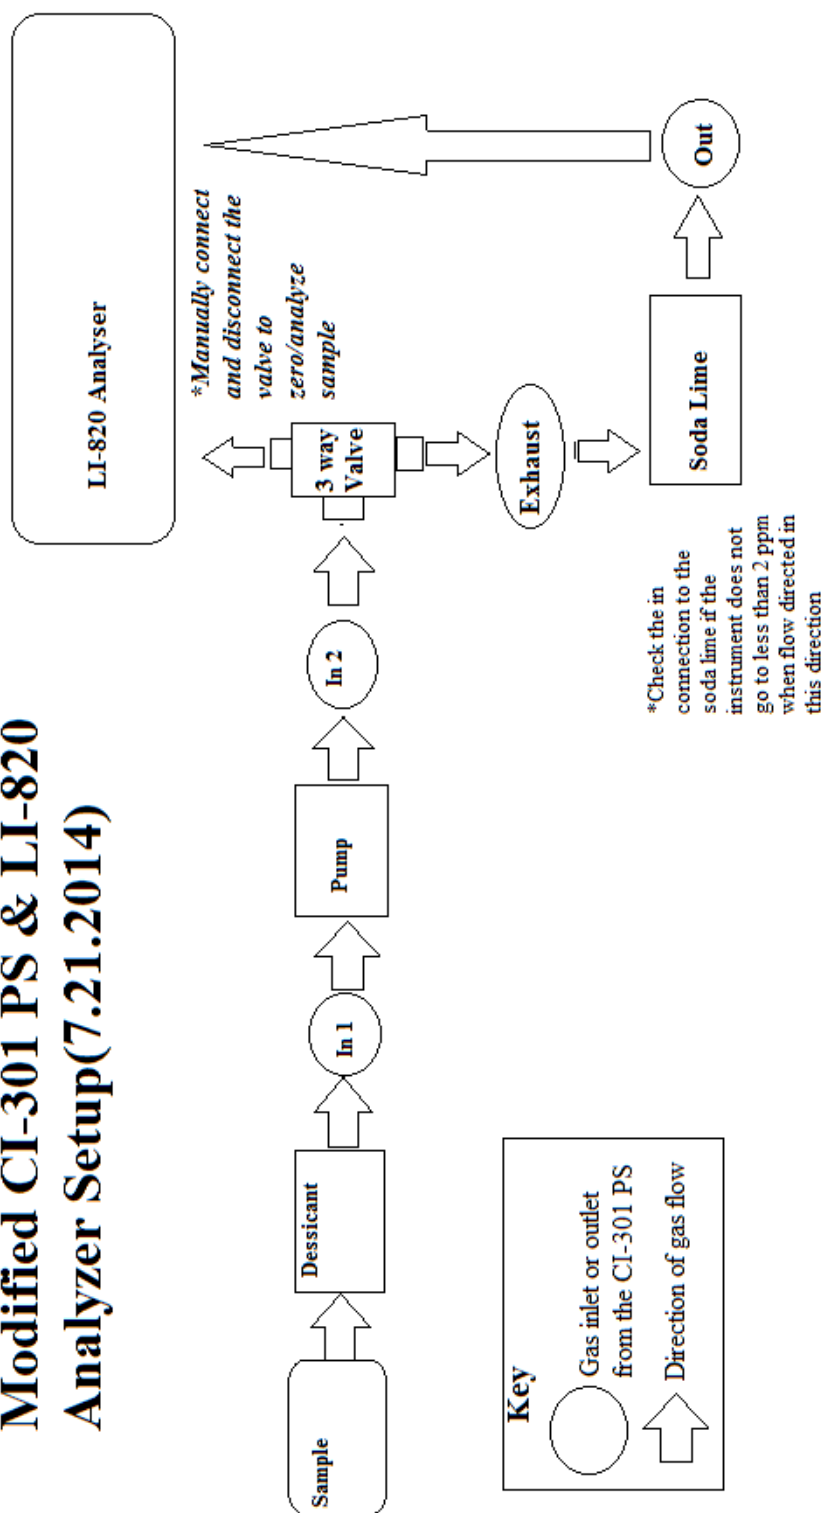 Modified CI-301 PS & LI-820
Analyzer Setup(7.21.2014)
LI-820 Analyser
*Manually connect
and disconnect the
valve to
zero/analyze
sample
Sample
Dessicant
In 1
Pump
In 2
3 way
Valve
Exhaust
Soda Lime
Out
*Check the in
connection to the
soda lime if the
instrument does not
go to less than 2 ppm
when flow directed in
this direction
Key
Gas inlet or outlet
from the CI-301 PS
Direction of gas flow